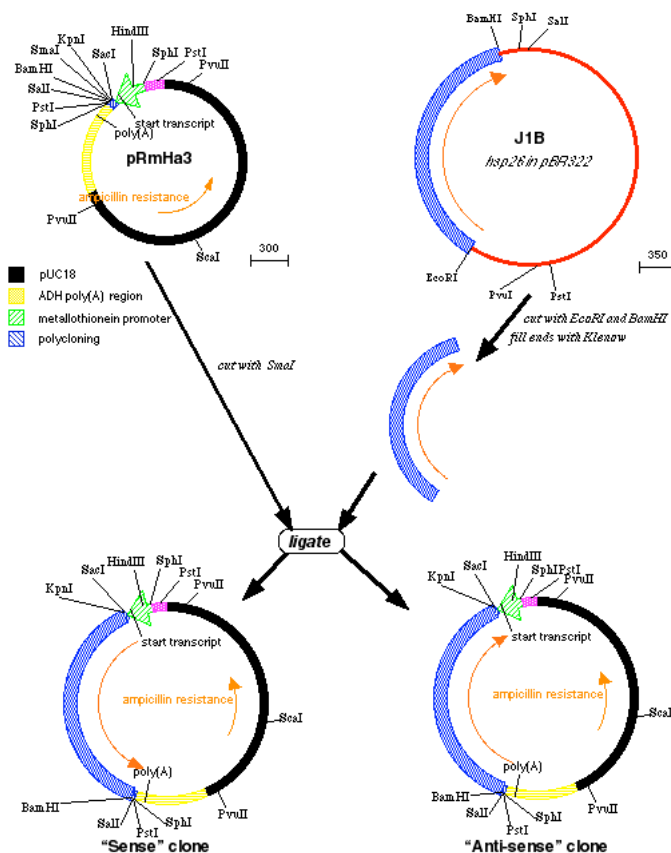 HindIII
KpnI
SmaI
SacI
SphI
PstI
BamHI
PvuII
SalI
PstI
SphI
start transcript
poly(A)
pRmHa3
ampicillin resistance
PvuII
ScaI
300
BamHI
SphI
SalI
J1B
hsp26 in pBR322
EcoRI
PvuI
PstI
350
pUC18
ADH poly(A) region
metallothionein promoter
polycloning
cut with SmaI
cut with EcoRI and BamHI
fill ends with Klenow
ligate
HindIII
SacI
SphI
KpnI
PstI
PvuII
start transcript
ampicillin resistance
ScaI
poly(A)
BamHI
PvuII
SalI
SphI
PstI
"Sense" clone
HindIII
SacI
SphI
PstI
KpnI
PvuII
start transcript
ampicillin resistance
ScaI
poly(A)
BamHI
PvuII
SalI
SphI
PstI
"Anti-sense" clone